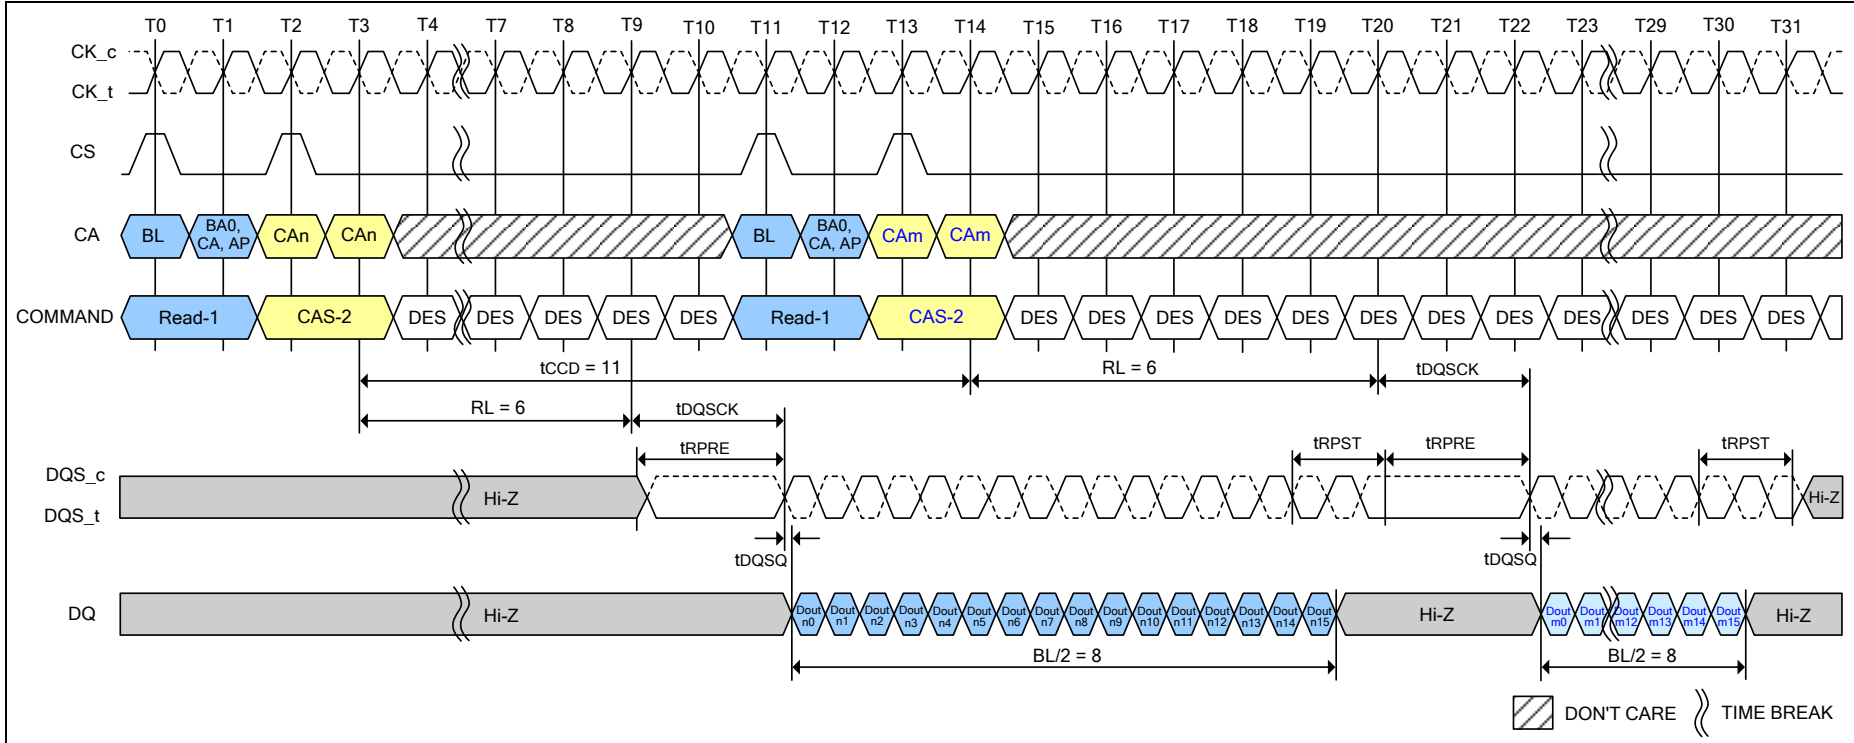 T0 T1 T2 T3 T4 T7 T8 T9 T10 T11 T12 T13 T14 T15 T16 T17 T18 T19 T20 T21 T22 T23 T29 T30 T31
CK_c
CK_t
CS
CA BL BA0, CA, AP CAn CAn BL BA0, CA, AP CAm CAm
COMMAND Read-1 CAS-2 DES DES DES DES DES Read-1 CAS-2 DES DES DES DES DES DES DES DES DES DES DES DES
tCCD = 11 RL = 6 tDQSCK
RL = 6 tDQSCK
tRPRE tRPST tRPRE tRPST
DQS_c
Hi-Z Hi-Z
DQS_t
tDQSQ tDQSQ
DQ Hi-Z Dout n0 Dout n1 Dout n2 Dout n3 Dout n4 Dout n5 Dout n6 Dout n7 Dout n8 Dout n9 Dout n10 Dout n11 Dout n12 Dout n13 Dout n14 Dout n15 Hi-Z Dout m0 Dout m1 Dout m12 Dout m13 Dout m14 Dout m15 Hi-Z
BL/2 = 8 BL/2 = 8
DON'T CARE TIME BREAK